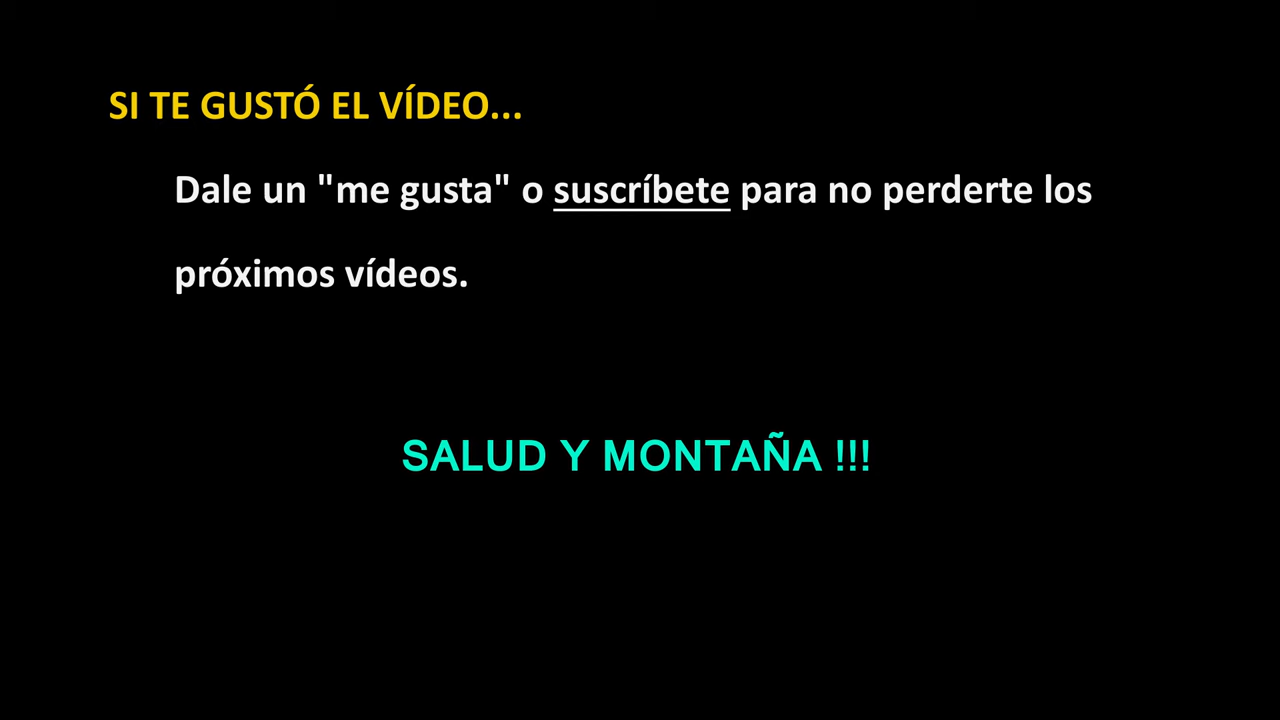 SI TE GUSTÓ EL VÍDEO...
Dale un "me gusta" o suscríbete para no perderte los
próximos vídeos.
SALUD Y MONTAÑA !!!